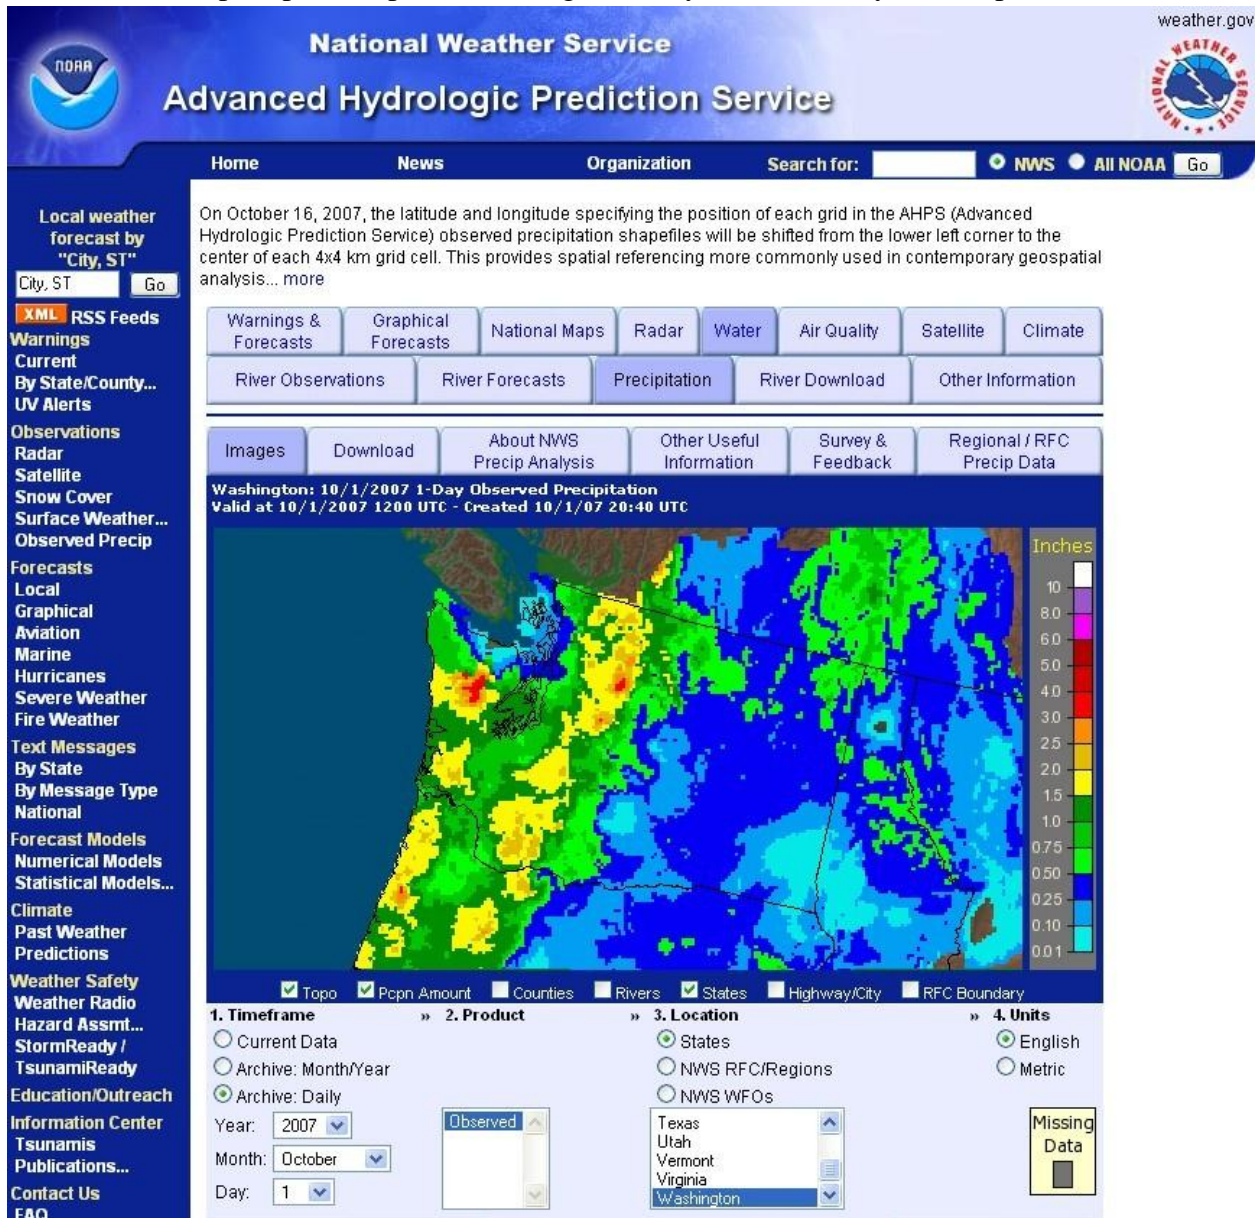 weather.gov
NOAA
National Weather Service
Advanced Hydrologic Prediction Service
NATIONAL WEATHER SERVICE
Home News Organization Search for: NWS All NOAA Go
Local weather
forecast by
"City, ST"
City, ST Go
XML RSS Feeds
Warnings
Current
By State/County...
UV Alerts
Observations
Radar
Satellite
Snow Cover
Surface Weather...
Observed Precip
Forecasts
Local
Graphical
Aviation
Marine
Hurricanes
Severe Weather
Fire Weather
Text Messages
By State
By Message Type
National
Forecast Models
Numerical Models
Statistical Models...
Climate
Past Weather
Predictions
Weather Safety
Weather Radio
Hazard Assmt...
StormReady /
TsunamiReady
Education/Outreach
Information Center
Tsunamis
Publications...
Contact Us
FAQ
On October 16, 2007, the latitude and longitude specifying the position of each grid in the AHPS (Advanced
Hydrologic Prediction Service) observed precipitation shapefiles will be shifted from the lower left corner to the
center of each 4x4 km grid cell. This provides spatial referencing more commonly used in contemporary geospatial
analysis... more
Warnings & Forecasts Graphical Forecasts National Maps Radar Water Air Quality Satellite Climate
River Observations River Forecasts Precipitation River Download Other Information
Images Download About NWS Precip Analysis Other Useful Information Survey & Feedback Regional / RFC Precip Data
Washington: 10/1/2007 1-Day Observed Precipitation
Valid at 10/1/2007 1200 UTC - Created 10/1/07 20:40 UTC
Inches
10
8.0
6.0
5.0
4.0
3.0
2.5
2.0
1.5
1.0
0.75
0.50
0.25
0.10
0.01
Topo Pcpn Amount Counties Rivers States Highway/City RFC Boundary
1. Timeframe » 2. Product » 3. Location » 4. Units
Current Data
Archive: Month/Year
Archive: Daily
Year: 2007
Month: October
Day: 1
Observed
States
NWS RFC/Regions
NWS WFOs
Texas
Utah
Vermont
Virginia
Washington
English
Metric
Missing
Data